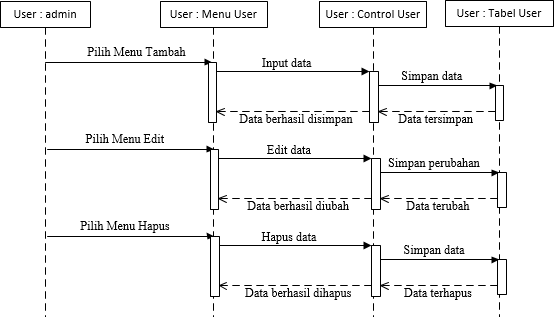 User : admin
User : Menu User
User : Control User
User : Tabel User
Pilih Menu Tambah
Input data
Simpan data
Data berhasil disimpan
Data tersimpan
Pilih Menu Edit
Edit data
Simpan perubahan
Data berhasil diubah
Data terubah
Pilih Menu Hapus
Hapus data
Simpan data
Data berhasil dihapus
Data terhapus